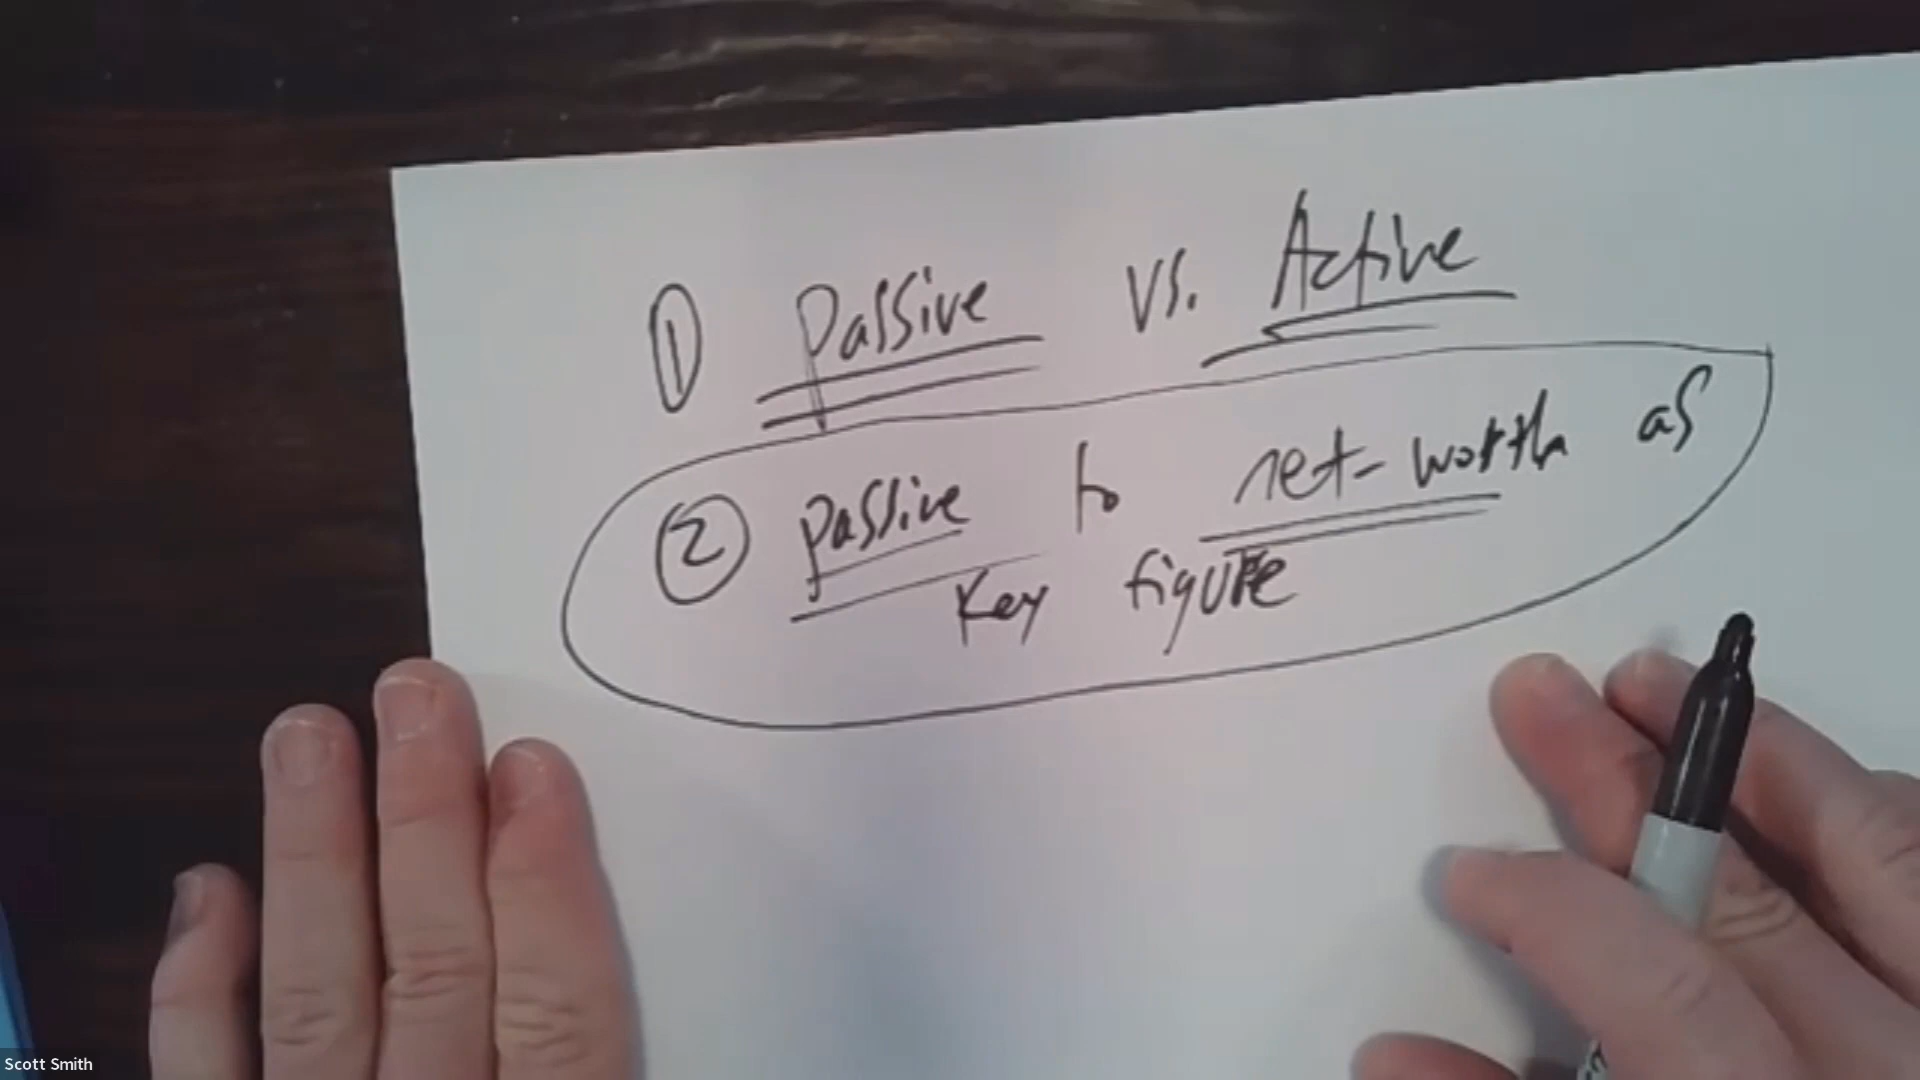 ① Passive vs. Active
② passive to net-worth as
Key figure
Scott Smith